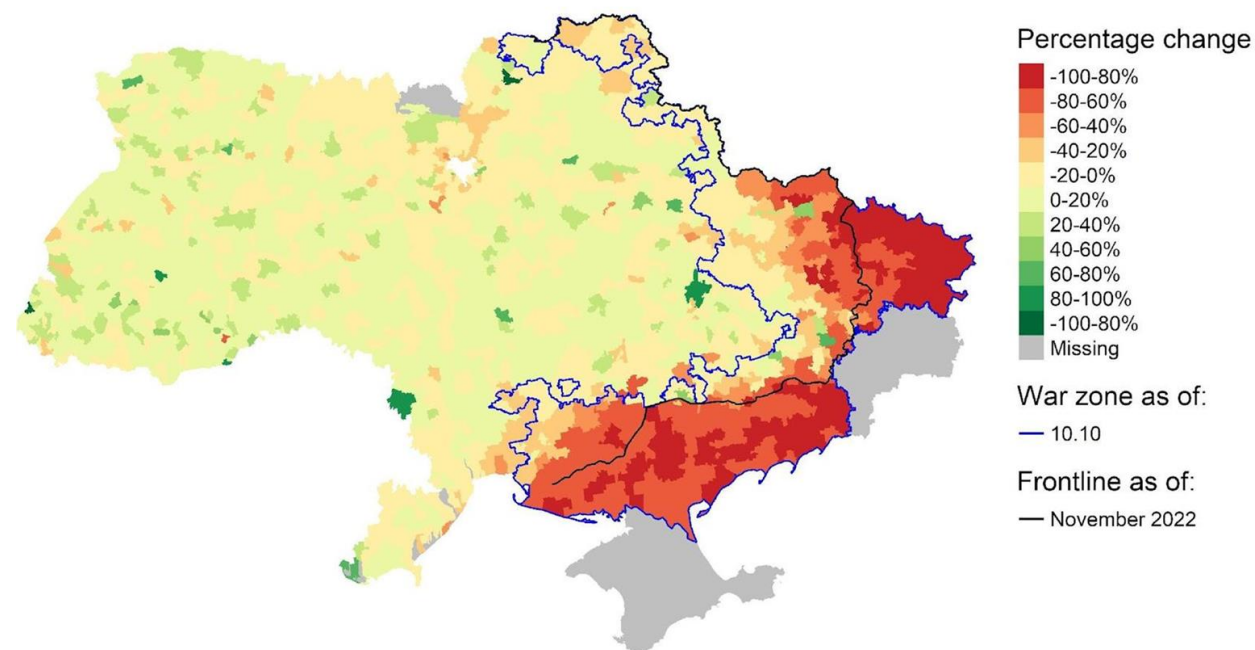 Percentage change
-100-80%
-80-60%
-60-40%
-40-20%
-20-0%
0-20%
20-40%
40-60%
60-80%
80-100%
-100-80%
Missing
War zone as of:
10.10
Frontline as of:
November 2022